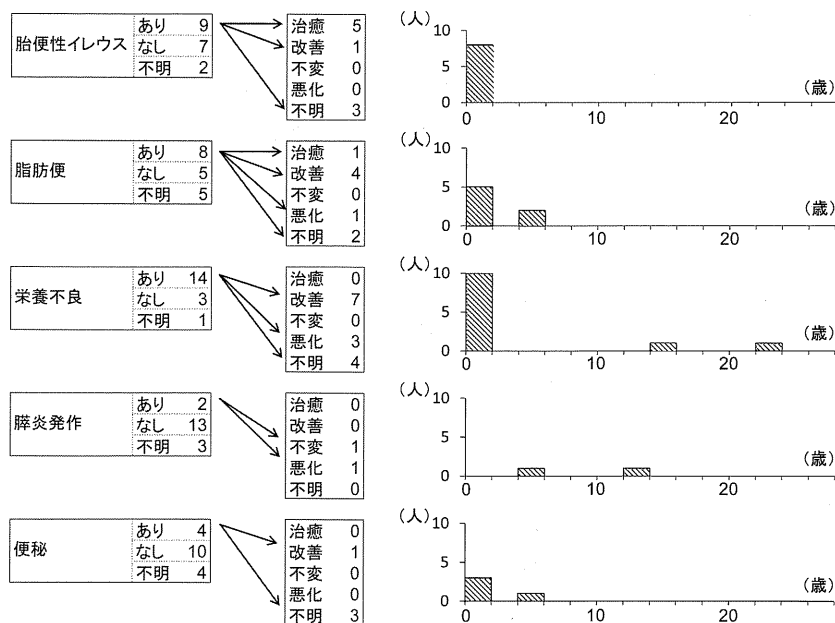 胎便性イレウス
あり 9
なし 7
不明 2
治癒 5
改善 1
不変 0
悪化 0
不明 3
(人)
10
5
0
0 10 20
(歳)
脂肪便
あり 8
なし 5
不明 5
治癒 1
改善 4
不変 0
悪化 1
不明 2
(人)
10
5
0
0 10 20
(歳)
栄養不良
あり 14
なし 3
不明 1
治癒 0
改善 7
不変 0
悪化 3
不明 4
(人)
10
5
0
0 10 20
(歳)
膵炎発作
あり 2
なし 13
不明 3
治癒 0
改善 0
不変 1
悪化 1
不明 0
(人)
10
5
0
0 10 20
(歳)
便秘
あり 4
なし 10
不明 4
治癒 0
改善 1
不変 0
悪化 0
不明 3
(人)
10
5
0
0 10 20
(歳)